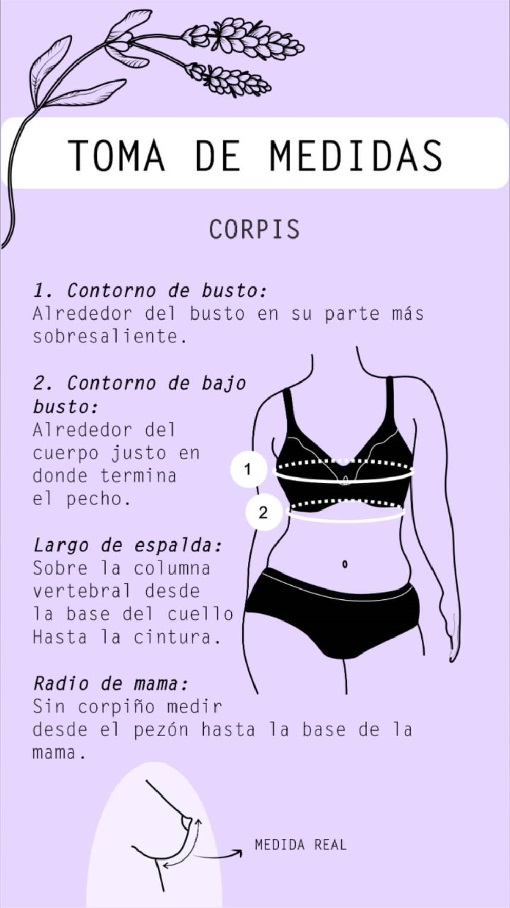 TOMA DE MEDIDAS
CORPIS
1. Contorno de busto:
Alrededor del busto en su parte más
sobresaliente.
2. Contorno de bajo
busto:
Alrededor del
cuerpo justo en
donde termina
el pecho.
1
2
Largo de espalda:
Sobre la columna
vertebral desde
la base del cuello
Hasta la cintura.
Radio de mama:
Sin corpiño medir
desde el pezón hasta la base de la
mama.
MEDIDA REAL